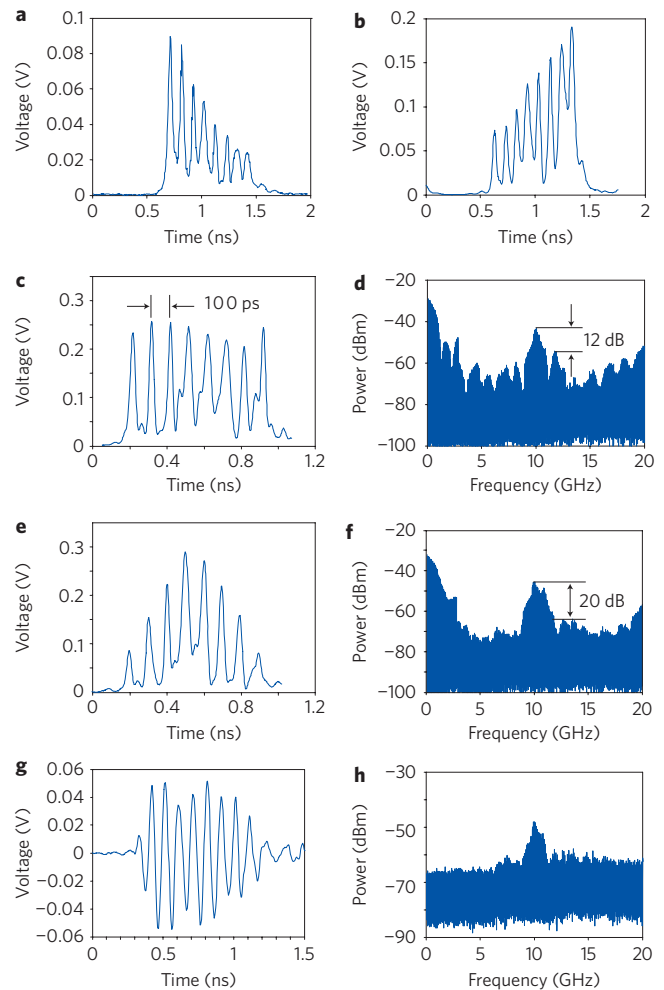 a
0.1
0.08
0.06
0.04
0.02
0
Voltage (V)
0 0.5 1 1.5 2
Time (ns)
b
0.2
0.15
0.1
0.05
0
Voltage (V)
0 0.5 1 1.5 2
Time (ns)
c
100 ps
0.3
0.2
0.1
0
Voltage (V)
0 0.4 0.8 1.2
Time (ns)
d
12 dB
−20
−40
−60
−80
−100
Power (dBm)
0 5 10 15 20
Frequency (GHz)
e
0.3
0.2
0.1
0
Voltage (V)
0 0.4 0.8 1.2
Time (ns)
f
20 dB
−20
−40
−60
−80
−100
Power (dBm)
0 5 10 15 20
Frequency (GHz)
g
0.06
0.04
0.02
0
−0.02
−0.04
−0.06
Voltage (V)
0 0.5 1 1.5
Time (ns)
h
−30
−50
−70
−90
Power (dBm)
0 5 10 15 20
Frequency (GHz)